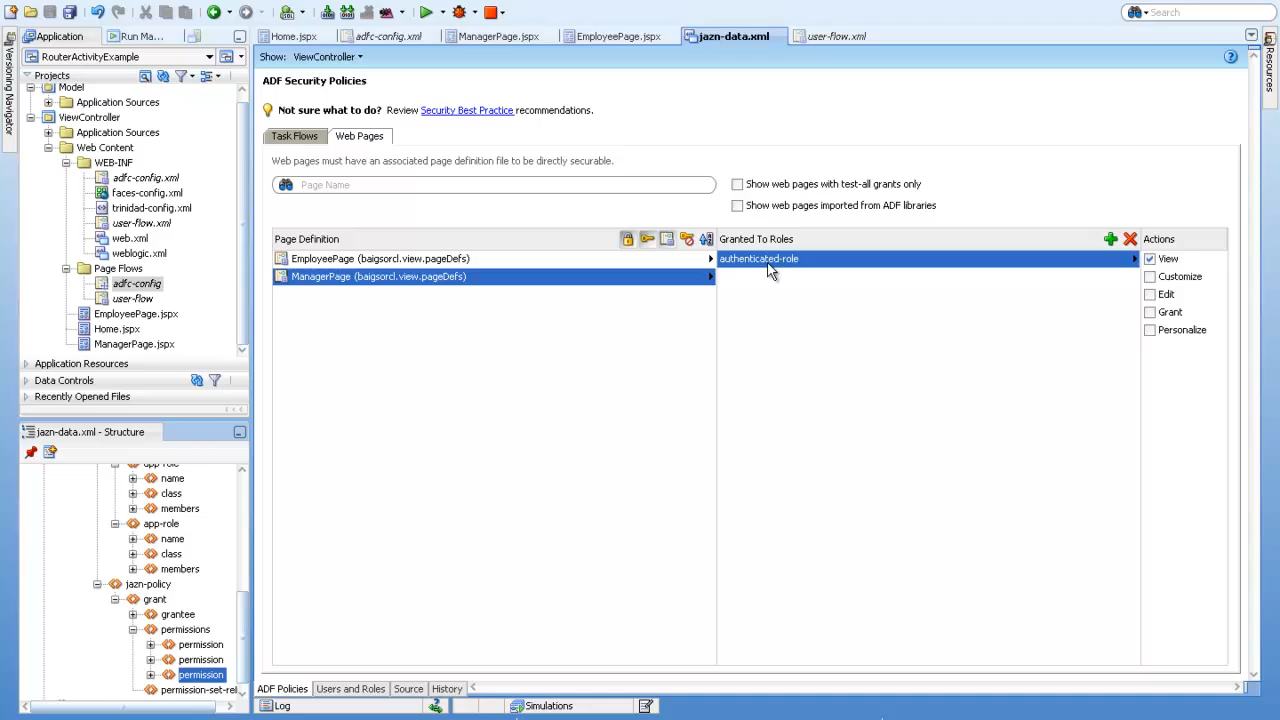 Search
Application
Run Ma...
Home.jspx
adfc-config.xml
ManagerPage.jspx
EmployeePage.jspx
jazn-data.xml
user-flow.xml
Versioning Navigator
Resources
RouterActivityExample
Show: ViewController
Projects
ADF Security Policies
Model
Application Sources
Not sure what to do? Review Security Best Practice recommendations.
ViewController
Application Sources
Task Flows
Web Pages
Web Content
WEB-INF
Web pages must have an associated page definition file to be directly securable.
adfc-config.xml
Page Name
Show web pages with test-all grants only
faces-config.xml
trinidad-config.xml
Show web pages imported from ADF libraries
user-flow.xml
web.xml
Page Definition
Granted To Roles
Actions
weblogic.xml
EmployeePage (baigsorcl.view.pageDefs)
authenticated-role
View
Page Flows
ManagerPage (baigsorcl.view.pageDefs)
Customize
adfc-config
Edit
user-flow
Grant
EmployeePage.jspx
Personalize
Home.jspx
ManagerPage.jspx
Application Resources
Data Controls
Recently Opened Files
jazn-data.xml - Structure
app-role
name
class
members
app-role
name
class
members
jazn-policy
grant
grantee
permissions
permission
permission
permission
permission-set-rel
ADF Policies
Users and Roles
Source
History
Log
Simulations